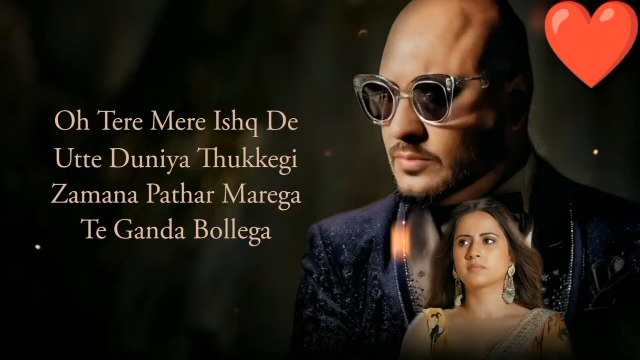 Oh Tere Mere Ishq De
Utte Duniya Thukkegi
Zamana Pathar Marega
Te Ganda Bollega